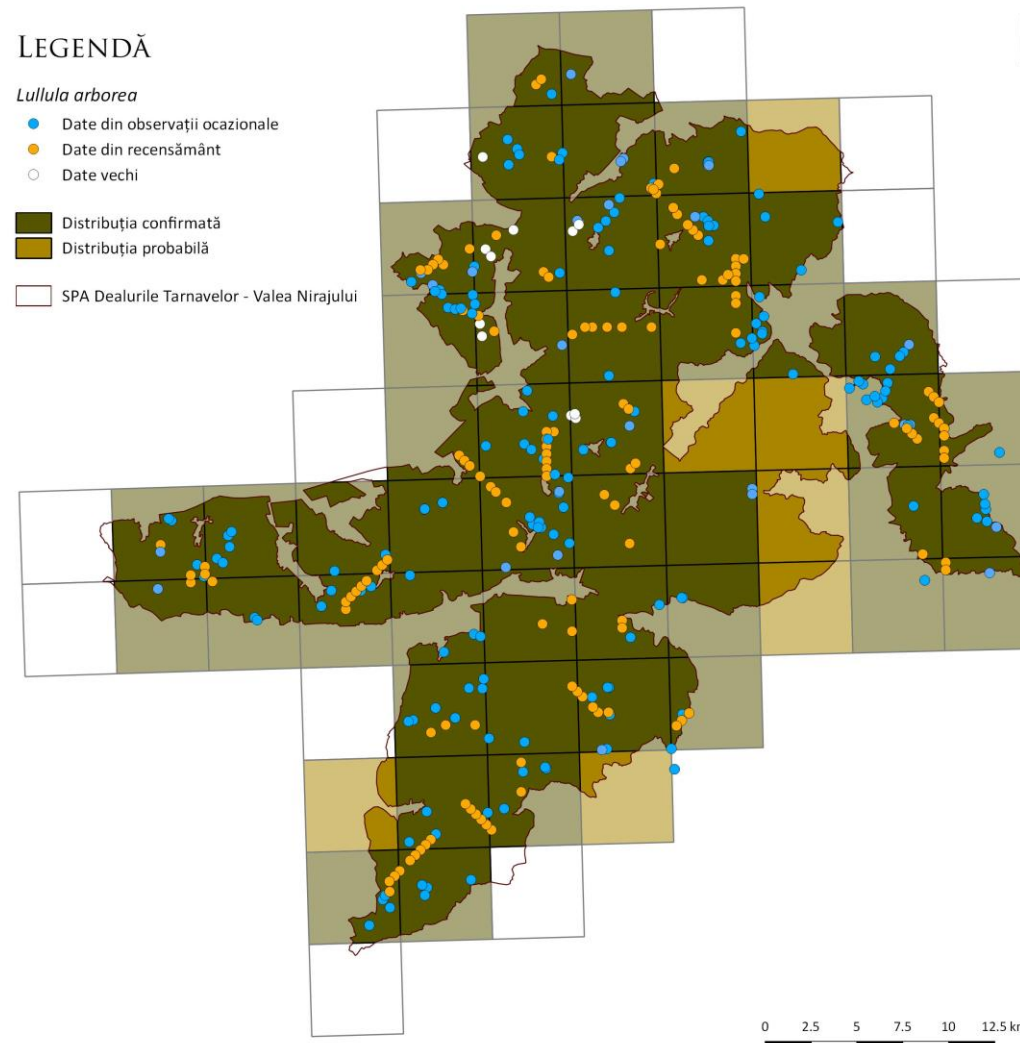 LEGENDĂ
Lullula arborea
Date din observații ocazionale
Date din recensământ
Date vechi
Distribuția confirmată
Distribuția probabilă
SPA Dealurile Tarnavelor - Valea Nirajului
0 2.5 5 7.5 10 12.5 km